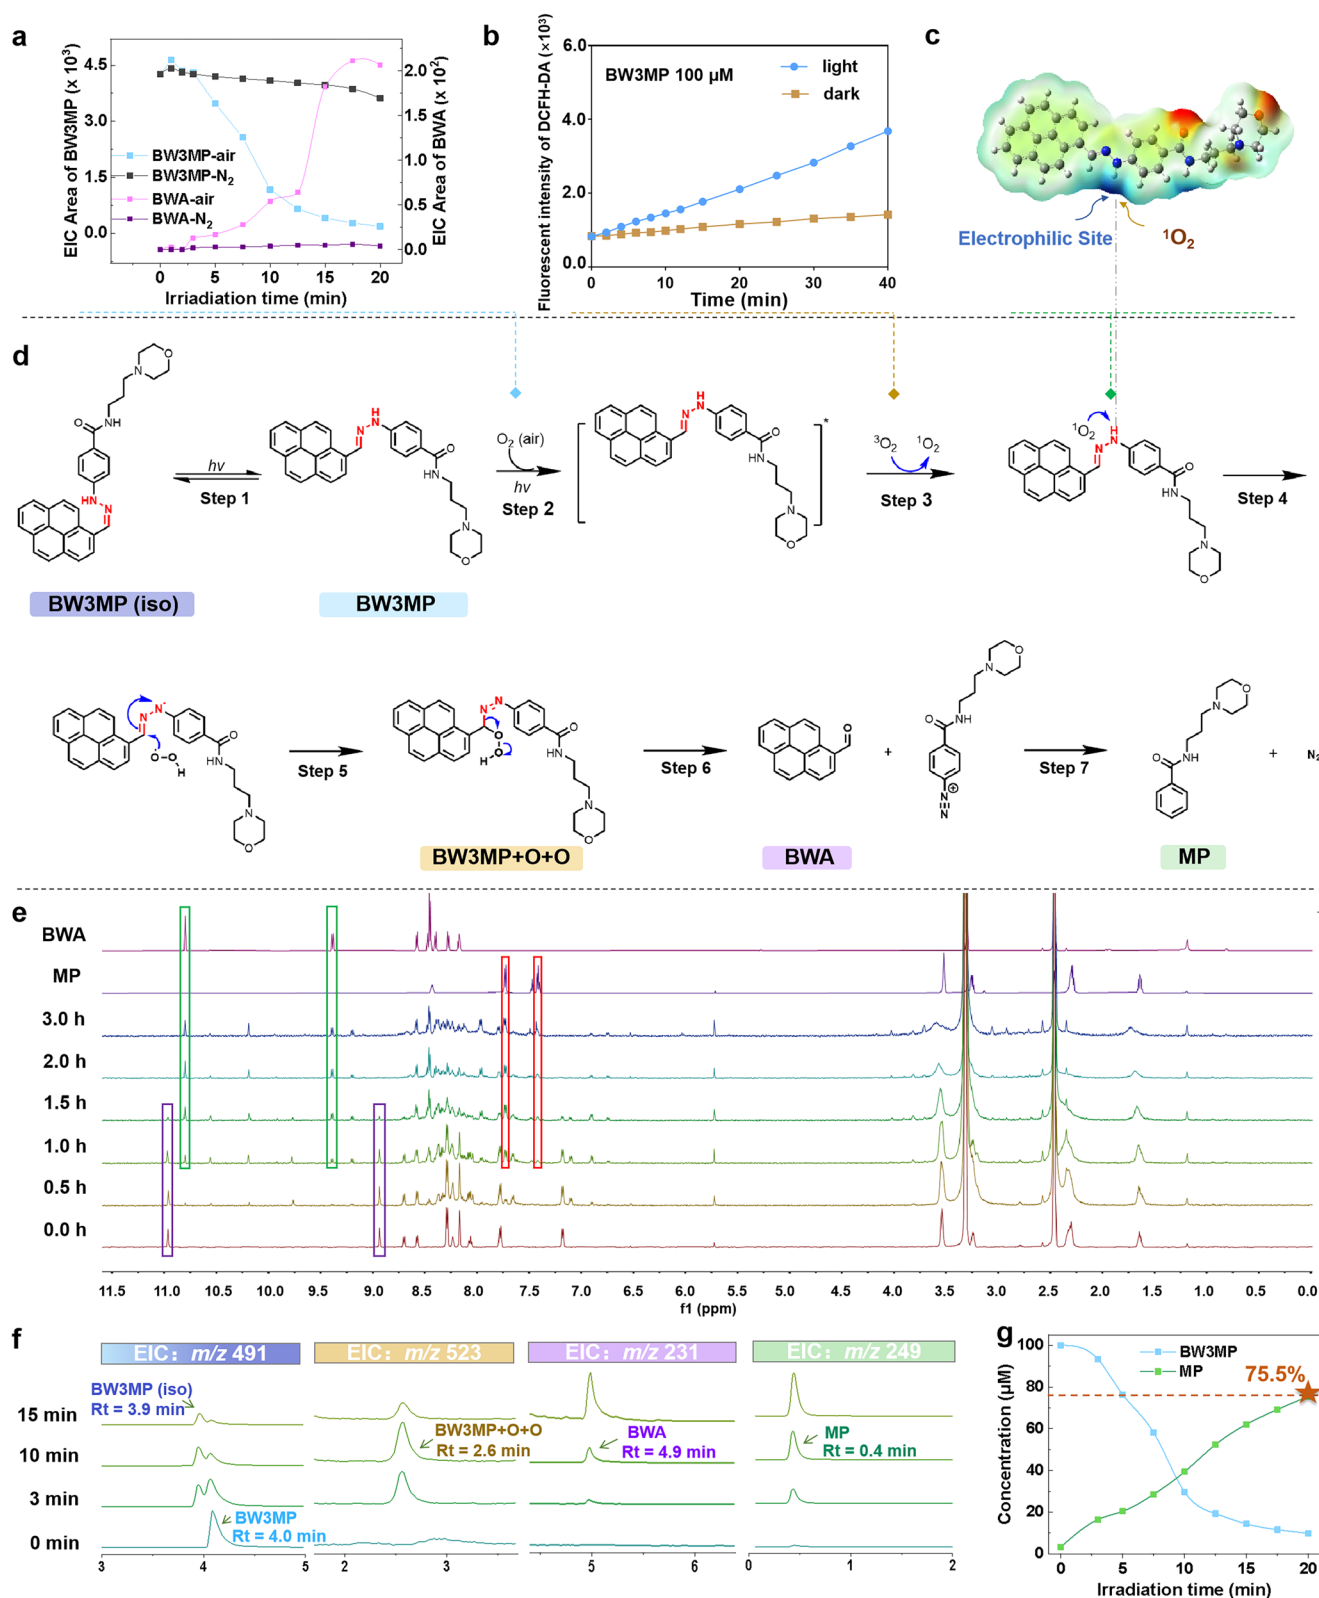 a
EIC Area of BW3MP (x 10³)
4.5
3.0
1.5
0.0
BW3MP-air
BW3MP-N₂
BWA-air
BWA-N₂
2.0
1.5
1.0
0.5
0.0
EIC Area of BWA (x 10²)
0 5 10 15 20
Irradiation time (min)
b
Fluorescent intensity of DCFH-DA (×10³)
6.0
4.0
2.0
0.0
BW3MP 100 μM
light
dark
0 10 20 30 40
Time (min)
c
Electrophilic Site
¹O₂
d
O
N
NH
O
HN
N
hv
Step 1
H
N
N
O
HN
N
O
O₂ (air)
hv
Step 2
H
N
N
O
HN
N
O
*
³O₂ ¹O₂
Step 3
¹O₂
H
N
N
O
HN
N
O
Step 4
BW3MP (iso)
BW3MP
N N⁻
O
O
H
O
HN
N
O
Step 5
N N
O
H O
O
HN
N
O
Step 6
O
+
O
N
NH
O
⊕
N
N
Step 7
O
N
NH
O
+ N₂
BW3MP+O+O
BWA
MP
e
BWA
MP
3.0 h
2.0 h
1.5 h
1.0 h
0.5 h
0.0 h
11.5 11.0 10.5 10.0 9.5 9.0 8.5 8.0 7.5 7.0 6.5 6.0 5.5 5.0 4.5 4.0 3.5 3.0 2.5 2.0 1.5 1.0 0.5 0.0
f1 (ppm)
f
EIC: m/z 491
EIC: m/z 523
EIC: m/z 231
EIC: m/z 249
15 min
10 min
3 min
0 min
BW3MP (iso)
Rt = 3.9 min
BW3MP
Rt = 4.0 min
BW3MP+O+O
Rt = 2.6 min
BWA
Rt = 4.9 min
MP
Rt = 0.4 min
3 4 5
2 3
5 6
0 1 2
g
Concentration (μM)
100
80
60
40
20
0
BW3MP
MP
75.5%
0 5 10 15 20
Irradiation time (min)